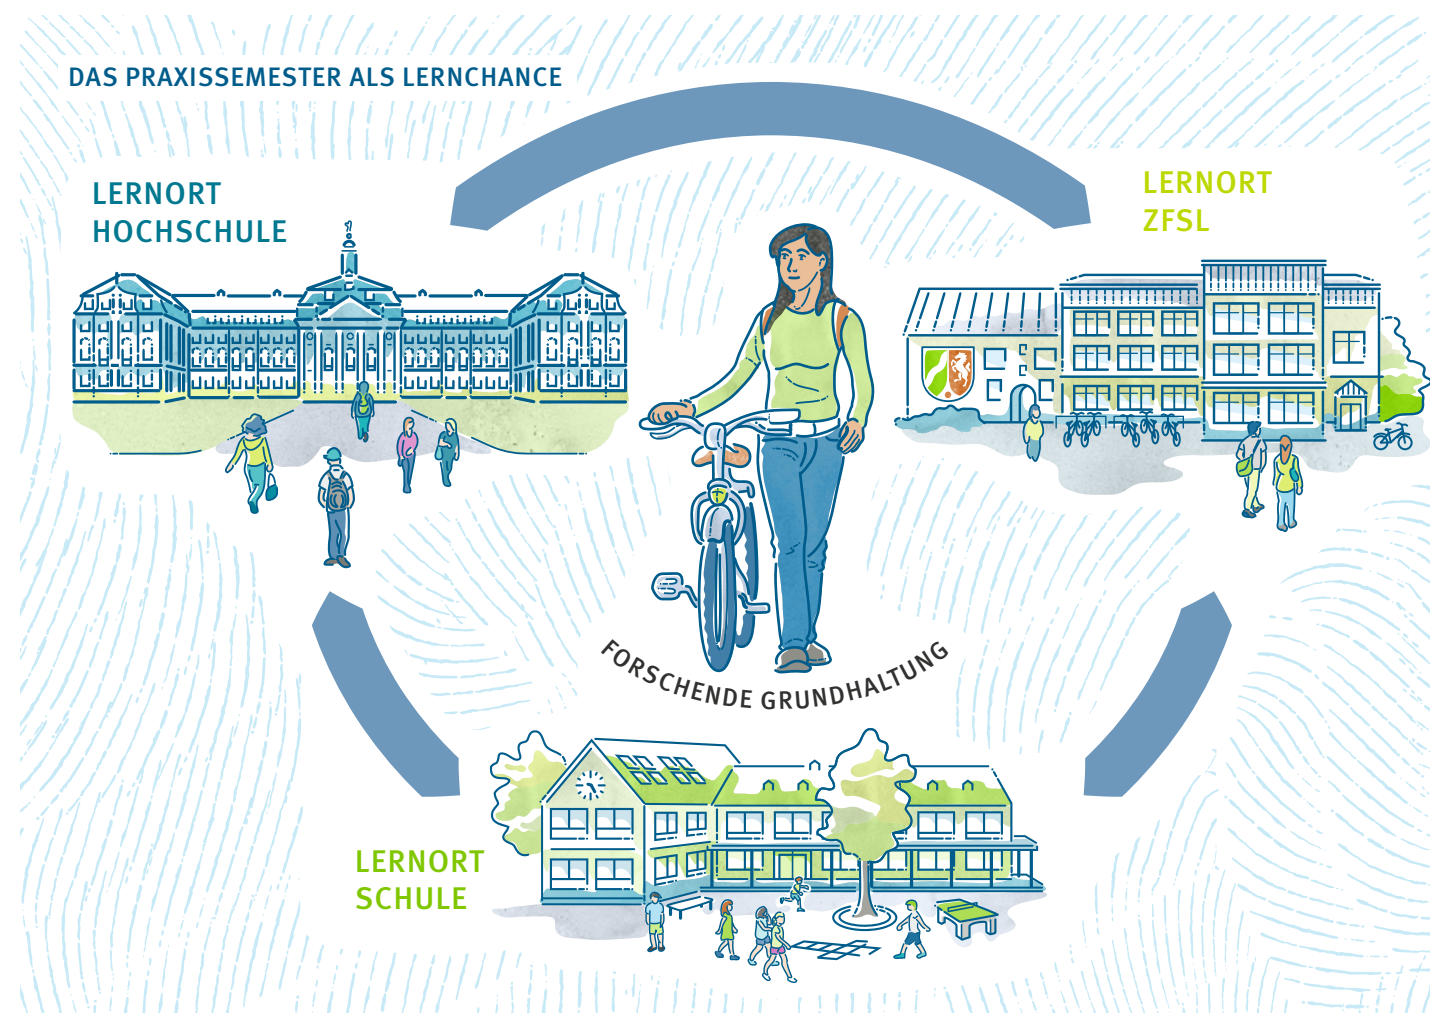 DAS PRAXISSEMESTER ALS LERNCHANCE
LERNORT
HOCHSCHULE
LERNORT
ZFSL
FORSCHENDE GRUNDHALTUNG
LERNORT
SCHULE